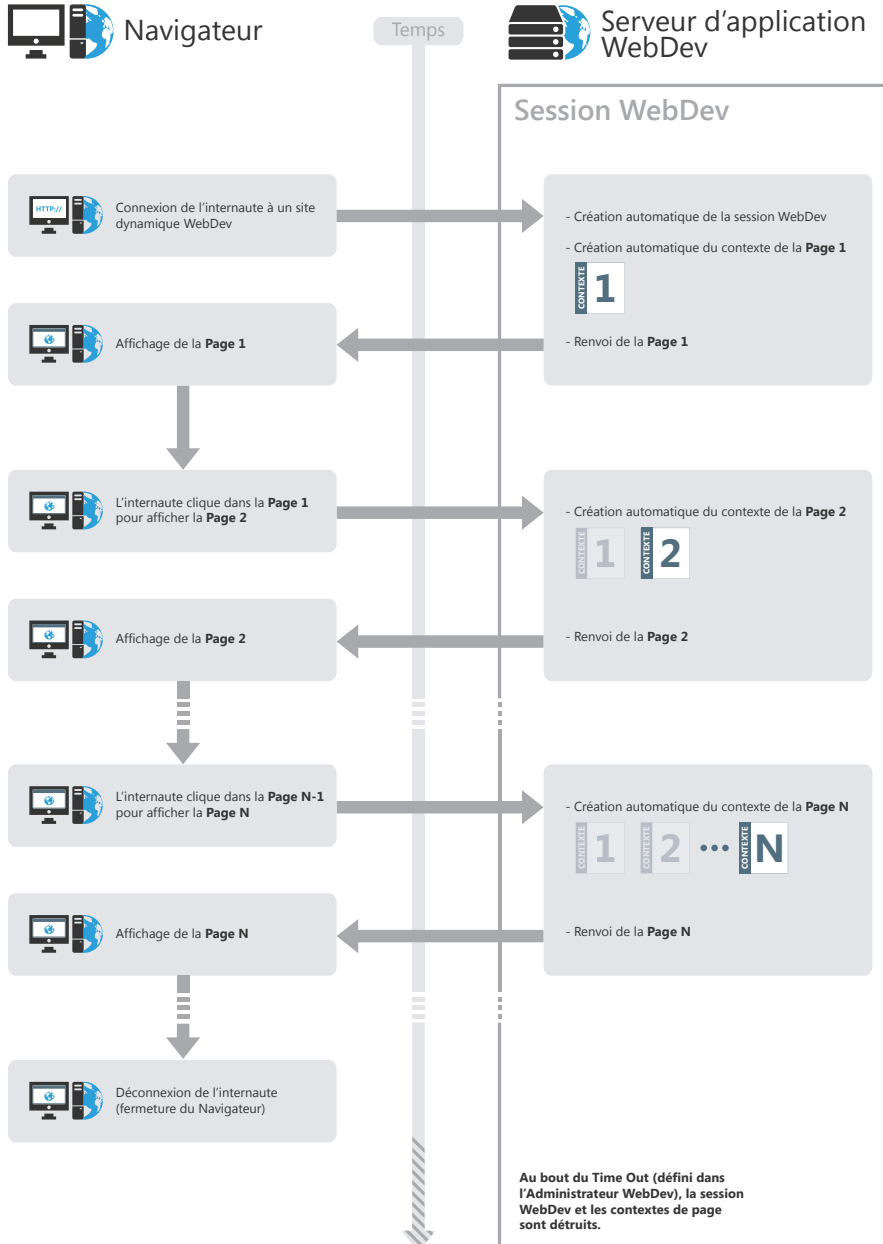 Navigateur
Temps
Serveur d'application
WebDev
Session WebDev
HTTP://
Connexion de l'internaute à un site
dynamique WebDev
- Création automatique de la session WebDev
- Création automatique du contexte de la Page 1
CONTEXTE
1
Affichage de la Page 1
- Renvoi de la Page 1
L'internaute clique dans la Page 1
pour afficher la Page 2
- Création automatique du contexte de la Page 2
CONTEXTE
1
CONTEXTE
2
Affichage de la Page 2
- Renvoi de la Page 2
L'internaute clique dans la Page N-1
pour afficher la Page N
- Création automatique du contexte de la Page N
CONTEXTE
1
CONTEXTE
2
...
CONTEXTE
N
Affichage de la Page N
- Renvoi de la Page N
Déconnexion de l'internaute
(fermeture du Navigateur)
Au bout du Time Out (défini dans
l'Administrateur WebDev), la session
WebDev et les contextes de page
sont détruits.